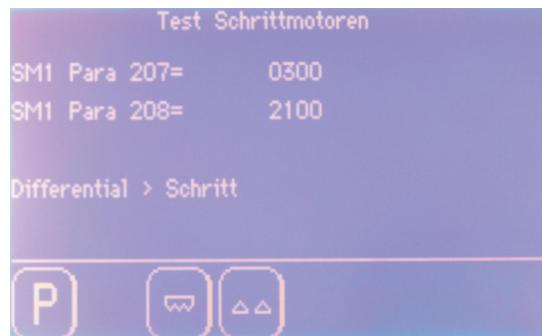 Test Schrittmotoren
SM1 Para 207= 0300
SM1 Para 208= 2100
Differential > Schritt
P